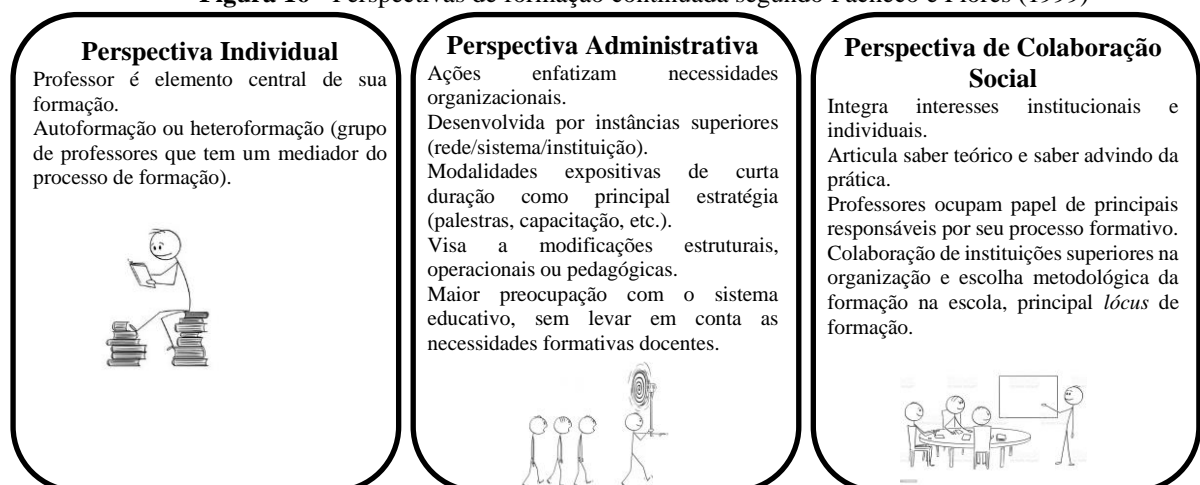 Figura 16 - Perspectivas de formação continuada segundo Pacheco e Flores (1999)
Perspectiva Individual
Professor é elemento central de sua
formação.
Autoformação ou heteroformação (grupo
de professores que tem um mediador do
processo de formação).
Perspectiva Administrativa
Ações enfatizam necessidades
organizacionais.
Desenvolvida por instâncias superiores
(rede/sistema/instituição).
Modalidades expositivas de curta
duração como principal estratégia
(palestras, capacitação, etc.).
Visa a modificações estruturais,
operacionais ou pedagógicas.
Maior preocupação com o sistema
educativo, sem levar em conta as
necessidades formativas docentes.
Perspectiva de Colaboração
Social
Integra interesses institucionais e
individuais.
Articula saber teórico e saber advindo da
prática.
Professores ocupam papel de principais
responsáveis por seu processo formativo.
Colaboração de instituições superiores na
organização e escolha metodológica da
formação na escola, principal lócus de
formação.